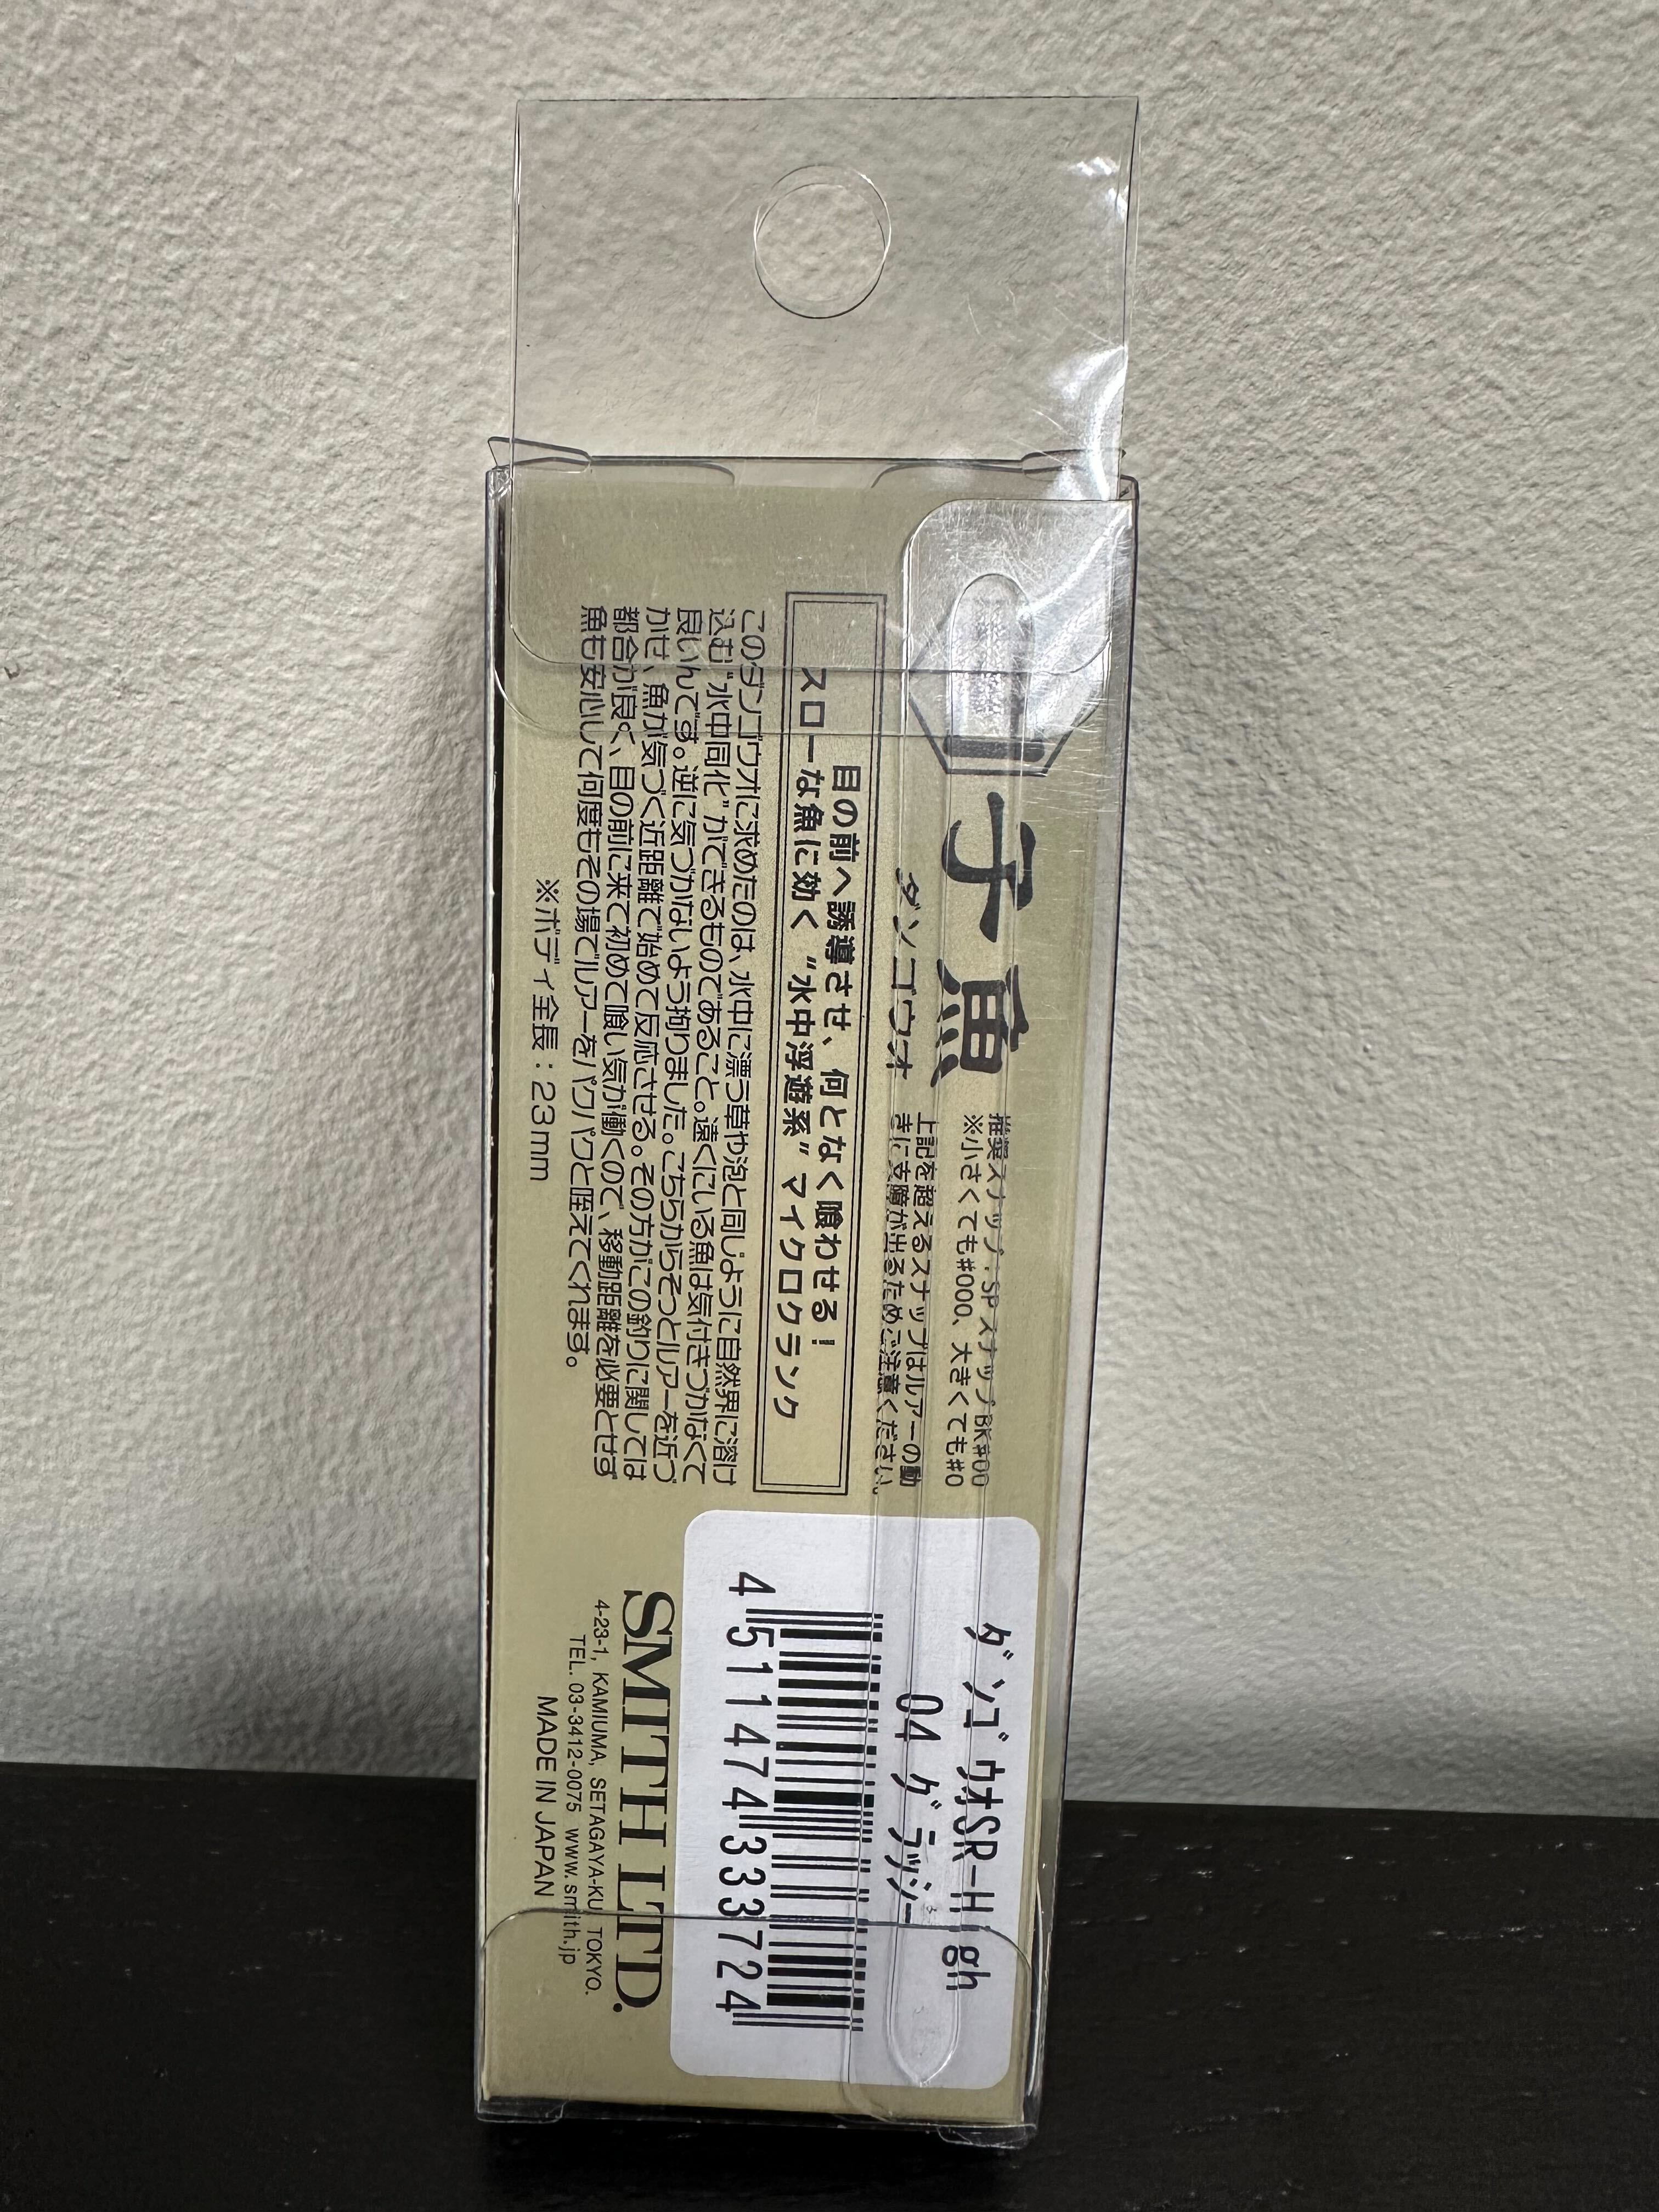 子魚
ダンゴウオ
推奨スナップ：SPスナップBK#00
※小さくても#000、大きくても#0
上記を超えるスナップはルアーの動
きに支障が出るためご注意ください。
目の前へ誘導させ、何となく喰わせる！
スローな魚に効く“水中浮遊系”マイクロクランク
このダンゴウオに求めたのは、水中に漂う草や泡と同じように自然界に溶け
込む“水中同化”ができるものであること。遠くにいる魚は気付きづかなくて
良いんです。逆に気づかないよう拘りました。こちらからそっとルアーを近づ
かせ、魚が気づく近距離で始めて反応させる。その方がこの釣りに関しては
都合が良く、目の前に来て初めて喰い気が働くので、移動距離を必要とせず
魚も安心して何度もその場でルアーをパクパクと咥えてくれます。
※ボディ全長：23mm
ダンゴウオSR-High
04 グラッシー
4 511474 333724
SMITH LTD.
4-23-1, KAMIUMA, SETAGAYA-KU, TOKYO.
TEL. 03-3412-0075 www.smith.jp
MADE IN JAPAN